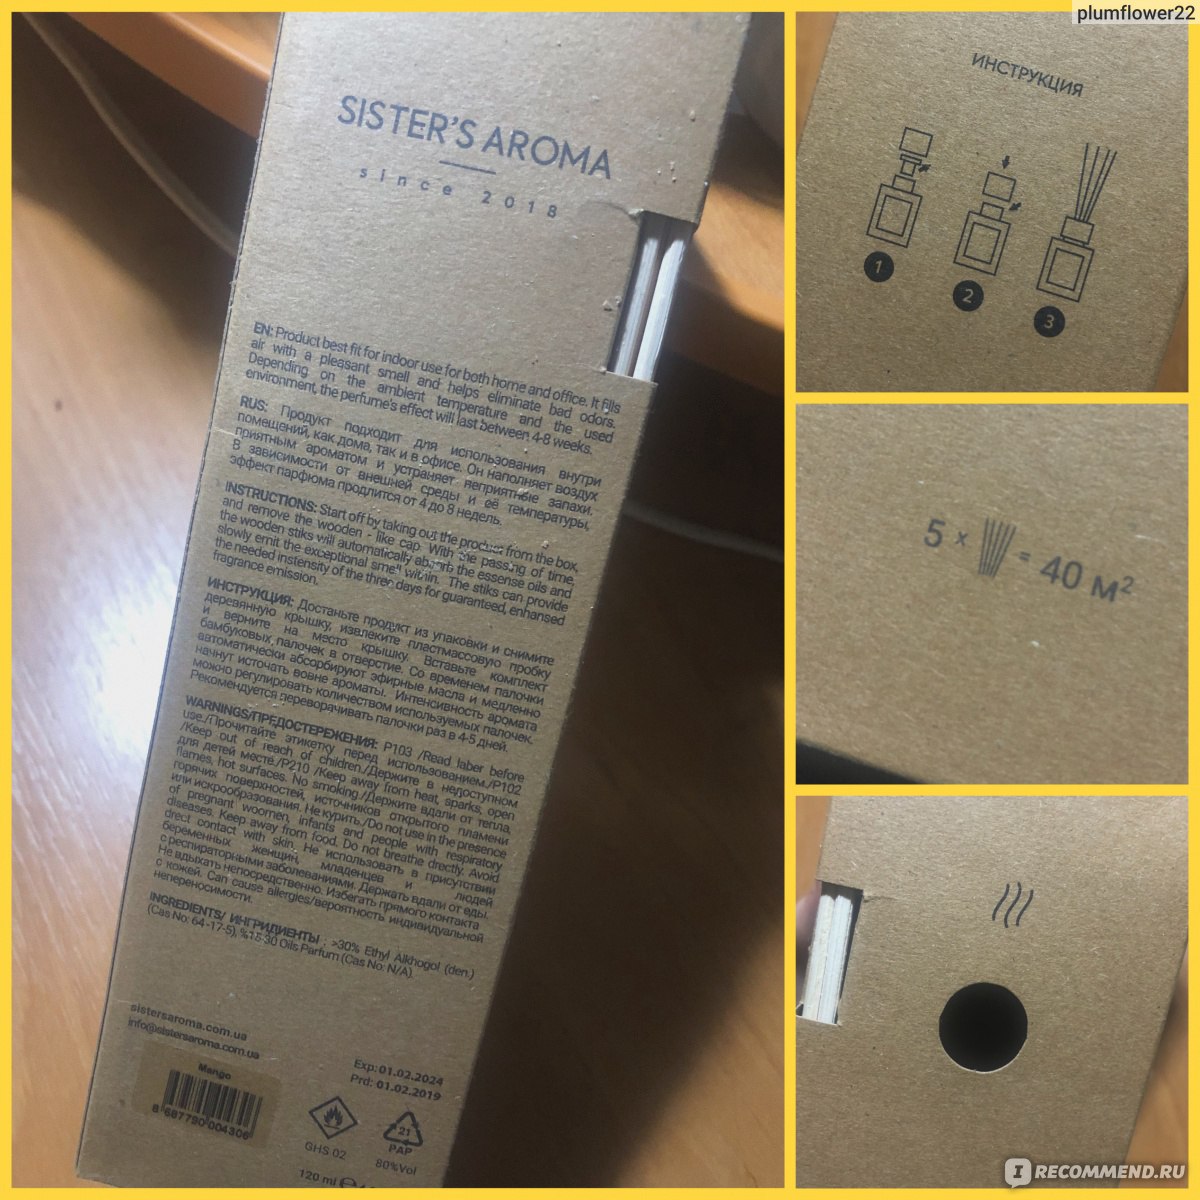 plumflower22
SISTER'S AROMA
since 2018
EN: Product best fit for indoor use for both home and office. It fills
air with a pleasant smell and helps eliminate bad odors.
Depending on the ambient temperature and the used
environment, the perfume's effect will last between 4-8 weeks.
RUS: Продукт подходит для использования внутри
помещений, как дома, так и в офисе. Он наполняет воздух
приятным ароматом и устраняет неприятные запахи.
В зависимости от внешней среды и её температуры,
эффект парфюма продлится от 4 до 8 недель.
INSTRUCTIONS: Start off by taking out the product from the box,
and remove the wooden - like cap. With the passing of time,
the wooden stiks will automatically absorb the essense oils and
slowly emit the exceptional smell within. The stiks can provide
the needed instensity of the three days for guaranteed, enhansed
fragrance emission.
ИНСТРУКЦИЯ: Достаньте продукт из упаковки и снимите
деревянную крышку, извлеките пластмассовую пробку
и верните на место крышку. Вставьте комплект
бамбуковых палочек в отверстие. Со временем палочки
автоматически абсорбируют эфирные масла и медленно
начнут источать вовне ароматы. Интенсивность аромата
можно регулировать количеством используемых палочек.
Рекомендуется переворачивать палочки раз в 4-5 дней.
WARNINGS/ПРЕДОСТЕРЕЖЕНИЯ: P103 /Read laber before
use./Прочитайте этикетку перед использованием./P102
/Keep out of reach of children./Держите в недоступном
для детей месте./P210 /Keep away from heat, sparks, open
flames, hot surfaces. No smoking./Держите вдали от тепла,
горячих поверхностей, источников открытого пламени
или искрообразования. Не курить./Do not use in the presence
of pregnant woomen, infants and people with respiratory
diseases. Keep away from food. Do not breathe directly. Avoid
drect contact with skin. Не использовать в присутствии
беременных женщин, младенцев и людей
с респираторными заболеваниями. Держать вдали от еды.
Не вдыхать непосредственно. Избегать прямого контакта
с кожей. Can cause allergies/вероятность индивидуальной
непереносимости.
INGREDIENTS/ ИНГРИДИЕНТЫ : >30% Ethyl Alkhogol (den.)
(Cas No: 64-17-5), %15-30 Oils Parfum (Cas No: N/A).
sistersaroma.com.ua
info@sistersaroma.com.ua
Mango
8 687790 004306
Exp: 01.02.2024
Prd: 01.02.2019
GHS 02
21
PAP
80%Vol
120 ml ℮
ИНСТРУКЦИЯ
1
2
3
5 x = 40 м²
IRECOMMEND.RU